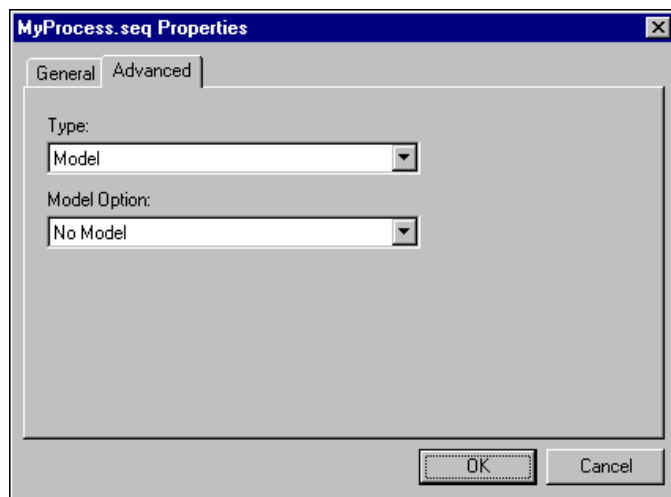 MyProcess.seq Properties
General Advanced
Type:
Model
Model Option:
No Model
OK Cancel